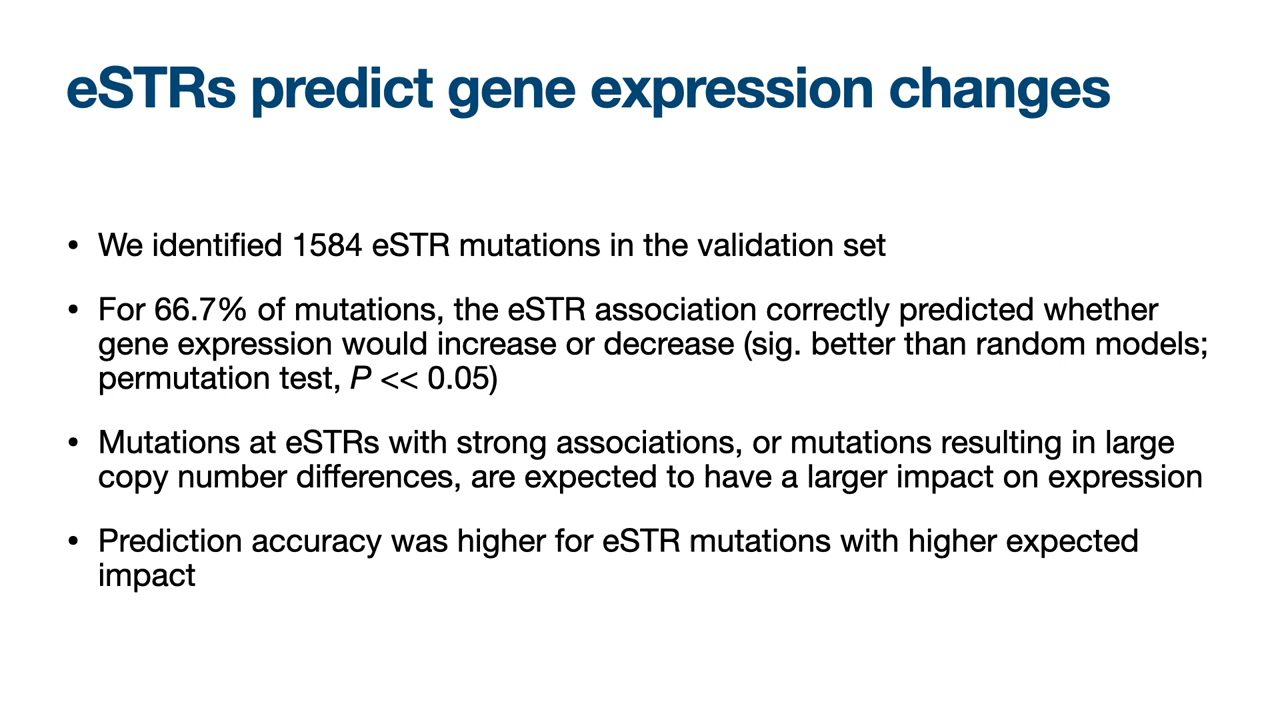 eSTRs predict gene expression changes
• We identified 1584 eSTR mutations in the validation set
• For 66.7% of mutations, the eSTR association correctly predicted whether
gene expression would increase or decrease (sig. better than random models;
permutation test, P << 0.05)
• Mutations at eSTRs with strong associations, or mutations resulting in large
copy number differences, are expected to have a larger impact on expression
• Prediction accuracy was higher for eSTR mutations with higher expected
impact